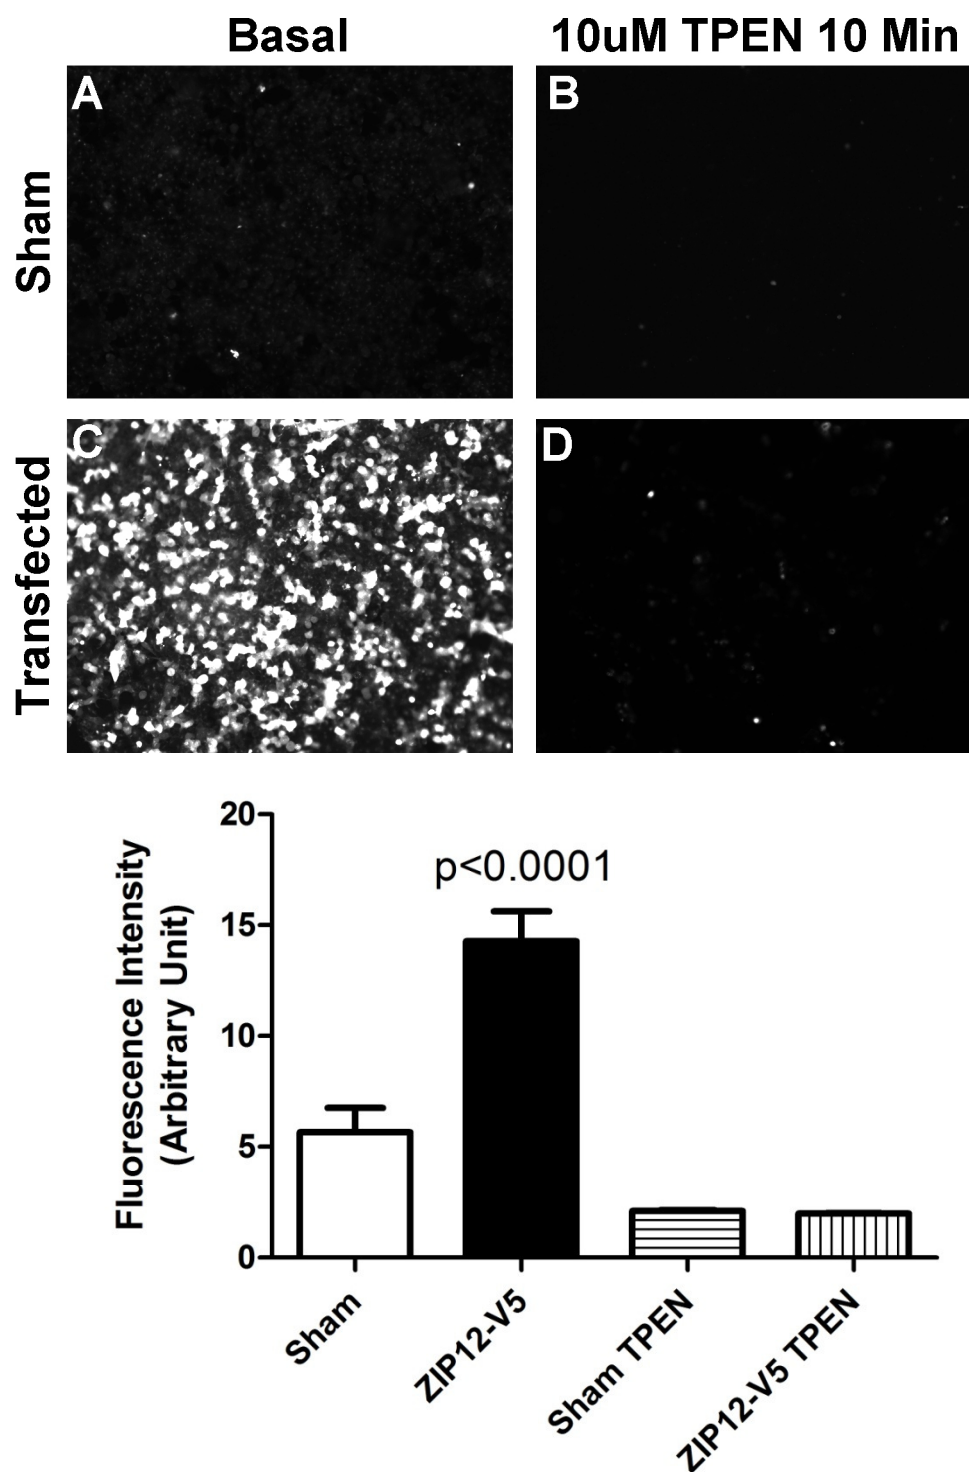 Basal
10uM TPEN 10 Min
Sham
A
B
Transfected
C
D
Fluorescence Intensity
(Arbitrary Unit)
20
15
10
5
0
p<0.0001
Sham
ZIP12-V5
Sham TPEN
ZIP12-V5 TPEN